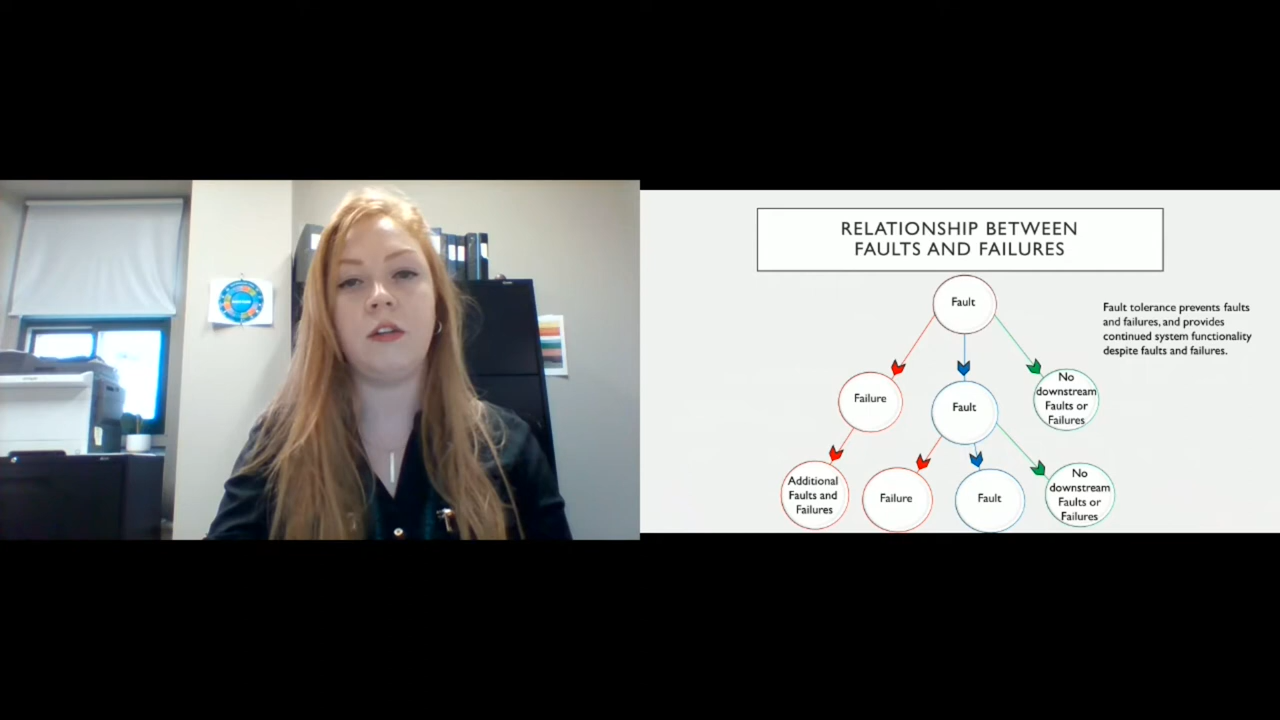 RELATIONSHIP BETWEEN
FAULTS AND FAILURES
Fault
Fault tolerance prevents faults
and failures, and provides
continued system functionality
despite faults and failures.
Failure
Fault
No
downstream
Faults or
Failures
Additional
Faults and
Failures
Failure
Fault
No
downstream
Faults or
Failures